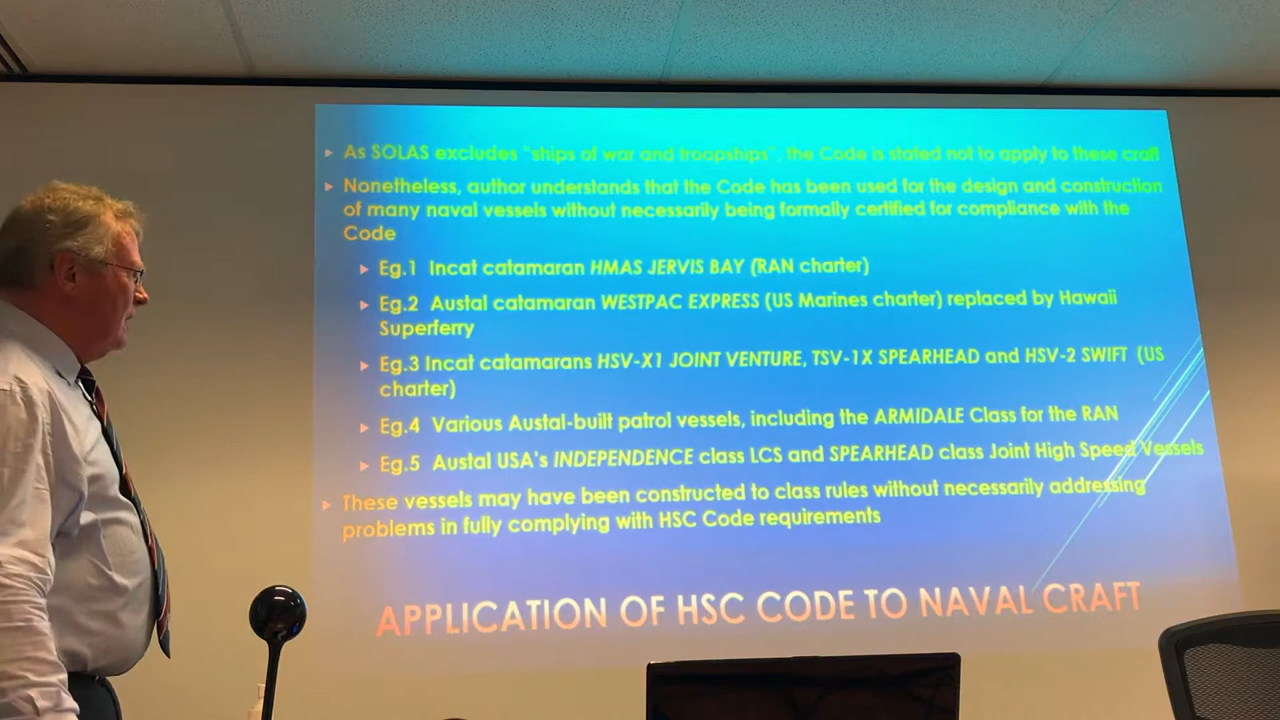 As SOLAS excludes "ships of war and troopships", the Code is stated not to apply to these craft
Nonetheless, author understands that the Code has been used for the design and construction
of many naval vessels without necessarily being formally certified for compliance with the
Code
Eg.1 Incat catamaran HMAS JERVIS BAY (RAN charter)
Eg.2 Austal catamaran WESTPAC EXPRESS (US Marines charter) replaced by Hawaii
Superferry
Eg.3 Incat catamarans HSV-X1 JOINT VENTURE, TSV-1X SPEARHEAD and HSV-2 SWIFT (US
charter)
Eg.4 Various Austal-built patrol vessels, including the ARMIDALE Class for the RAN
Eg.5 Austal USA's INDEPENDENCE class LCS and SPEARHEAD class Joint High Speed Vessels
These vessels may have been constructed to class rules without necessarily addressing
problems in fully complying with HSC Code requirements
APPLICATION OF HSC CODE TO NAVAL CRAFT